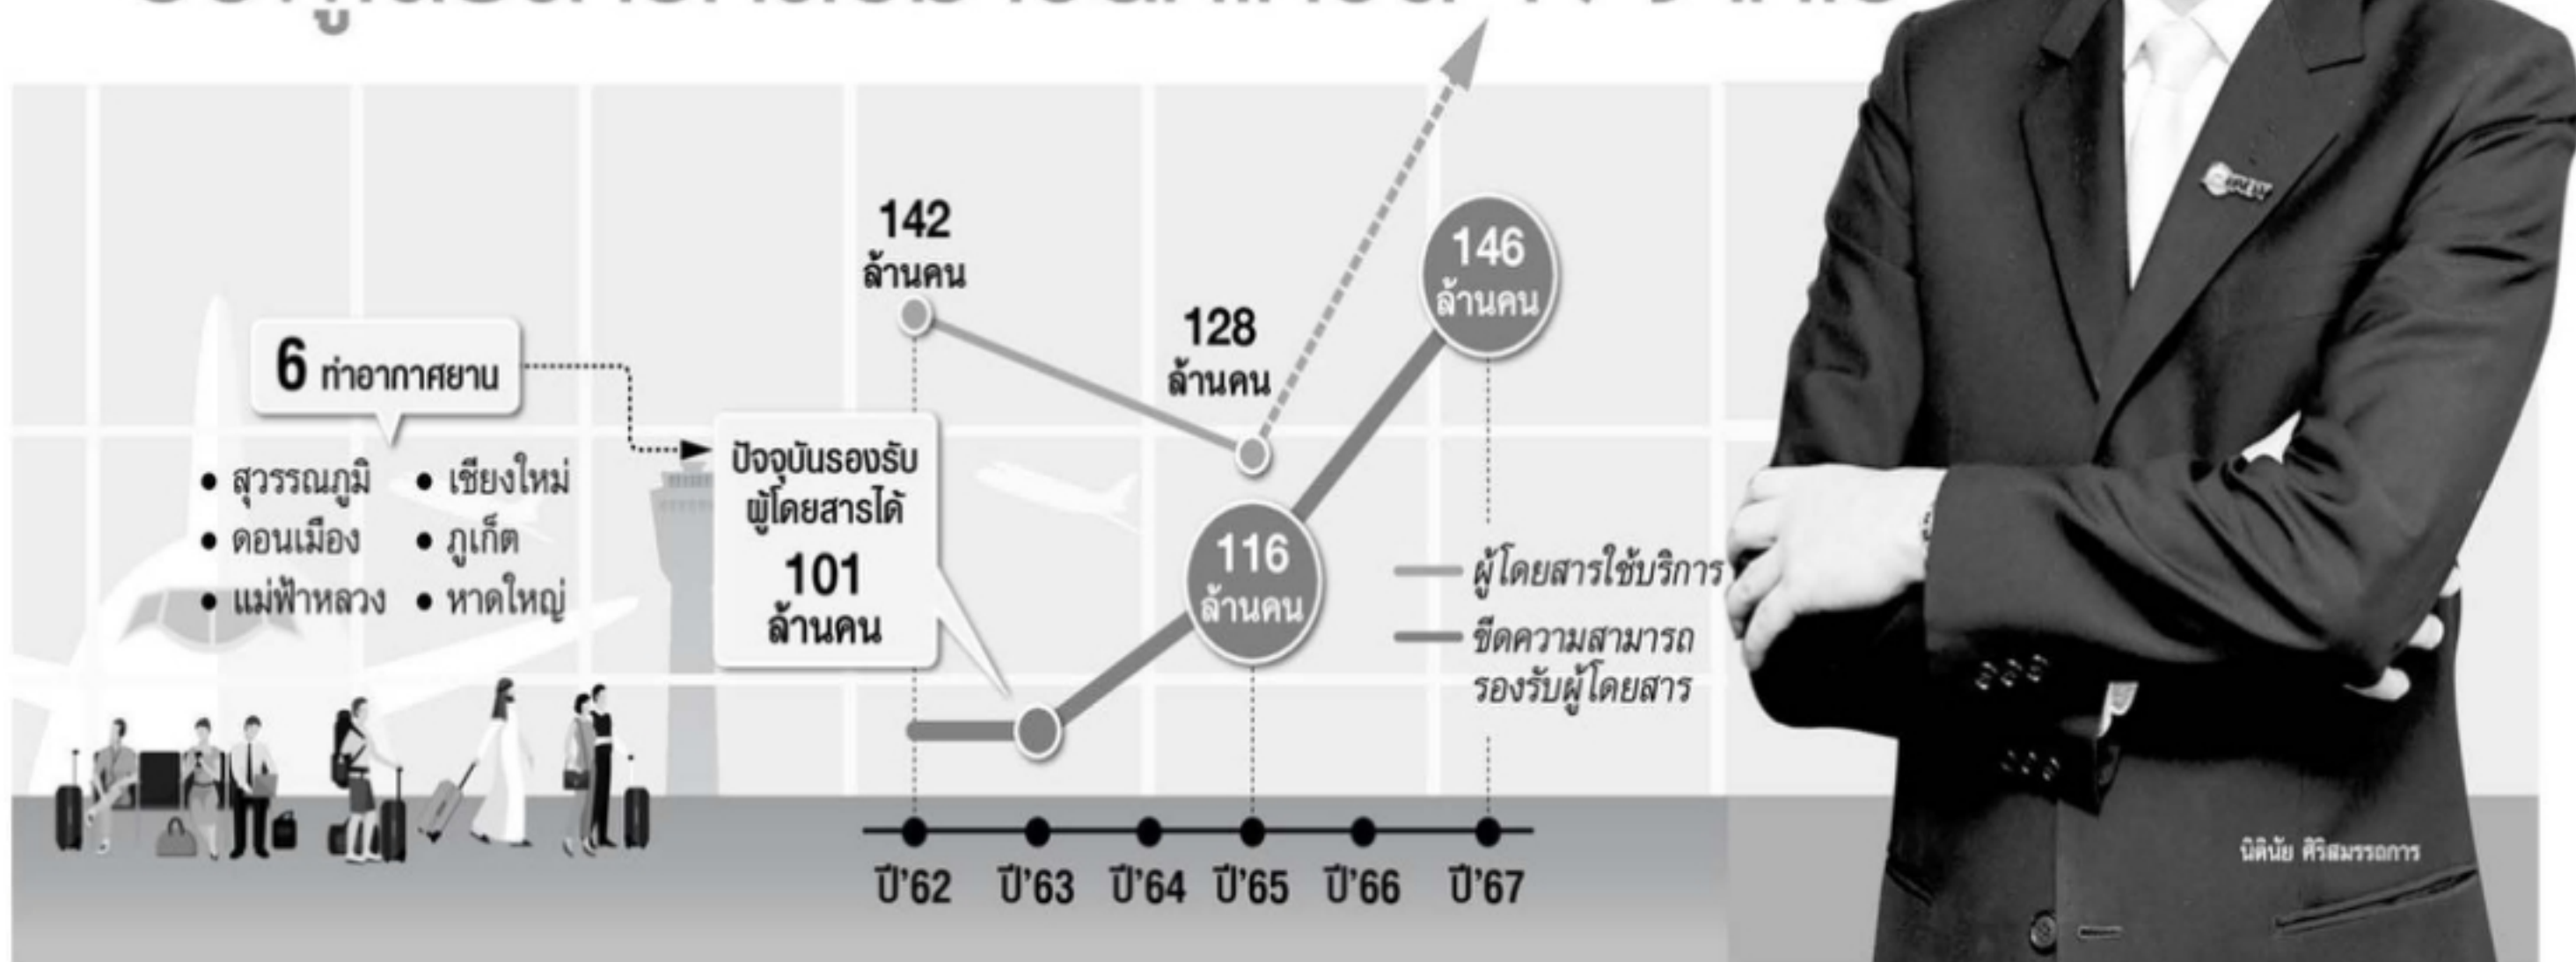 6 ท่าอากาศยาน
• สุวรรณภูมิ
• ดอนเมือง
• แม่ฟ้าหลวง
• เชียงใหม่
• ภูเก็ต
• หาดใหญ่
ปัจจุบันรองรับ
ผู้โดยสารได้
101
ล้านคน
142
ล้านคน
128
ล้านคน
116
ล้านคน
146
ล้านคน
ผู้โดยสารใช้บริการ
ขีดความสามารถ
รองรับผู้โดยสาร
ปี'62 ปี'63 ปี'64 ปี'65 ปี'66 ปี'67
นิตินัย ศิริสมรรถการ